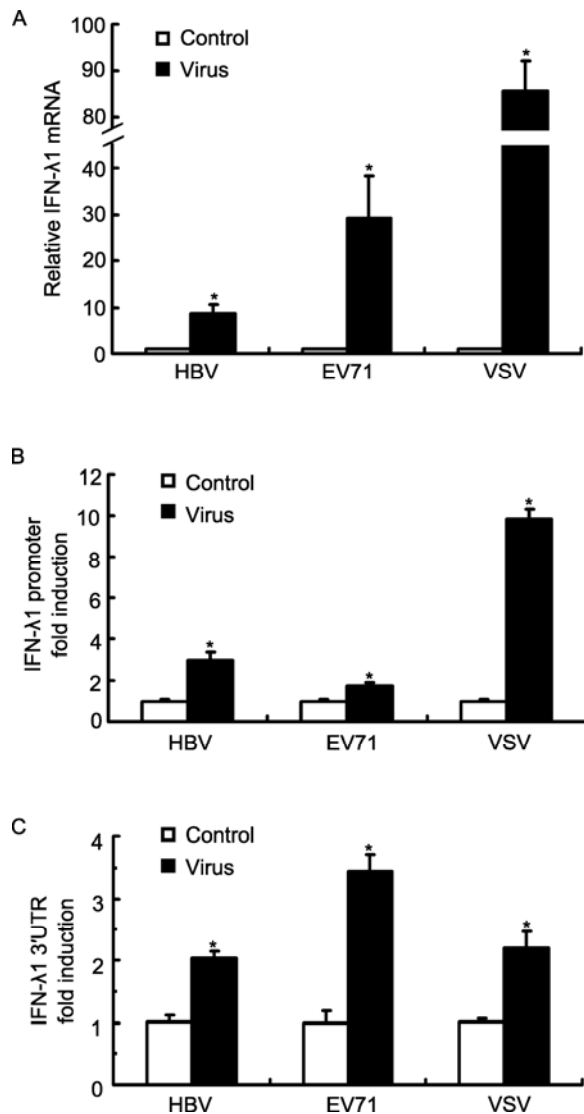 A
Relative IFN-λ1 mRNA
100
90
80
40
30
20
10
0
Control
Virus
*
*
*
HBV EV71 VSV
B
IFN-λ1 promoter
fold induction
12
10
8
6
4
2
0
Control
Virus
*
*
*
HBV EV71 VSV
C
IFN-λ1 3′UTR
fold induction
4
3
2
1
0
Control
Virus
*
*
*
HBV EV71 VSV